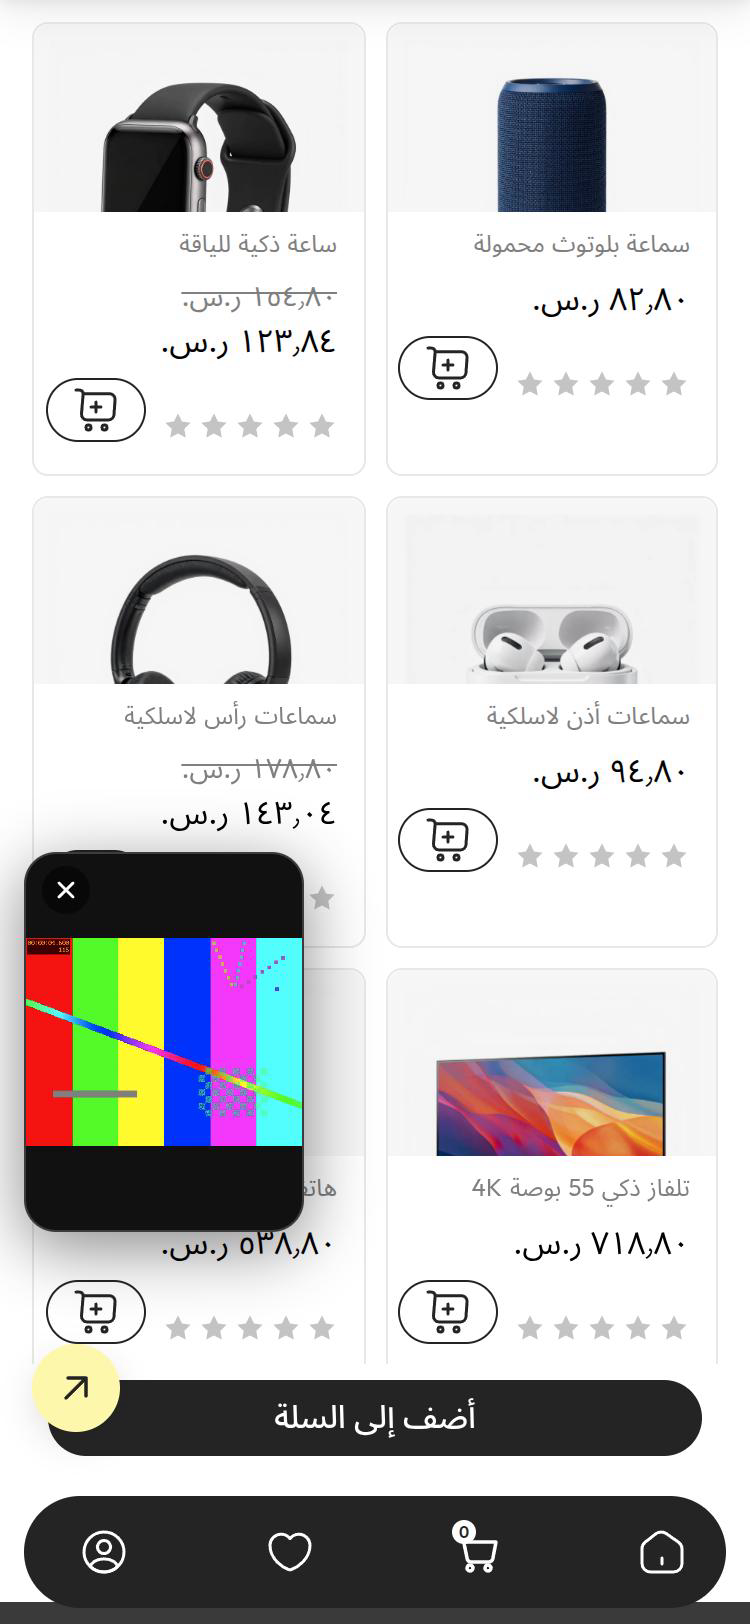 سماعة بلوتوث محمولة
٨٢٫٨٠ ر.س.
ساعة ذكية للياقة
١٥٤٫٨٠ ر.س.
١٢٣٫٨٤ ر.س.
سماعات أذن لاسلكية
٩٤٫٨٠ ر.س.
سماعات رأس لاسلكية
١٧٨٫٨٠ ر.س.
١٤٣٫٠٤ ر.س.
تلفاز ذكي 55 بوصة 4K
٧١٨٫٨٠ ر.س.
٥٣٨٫٨٠ ر.س.
أضف إلى السلة
0